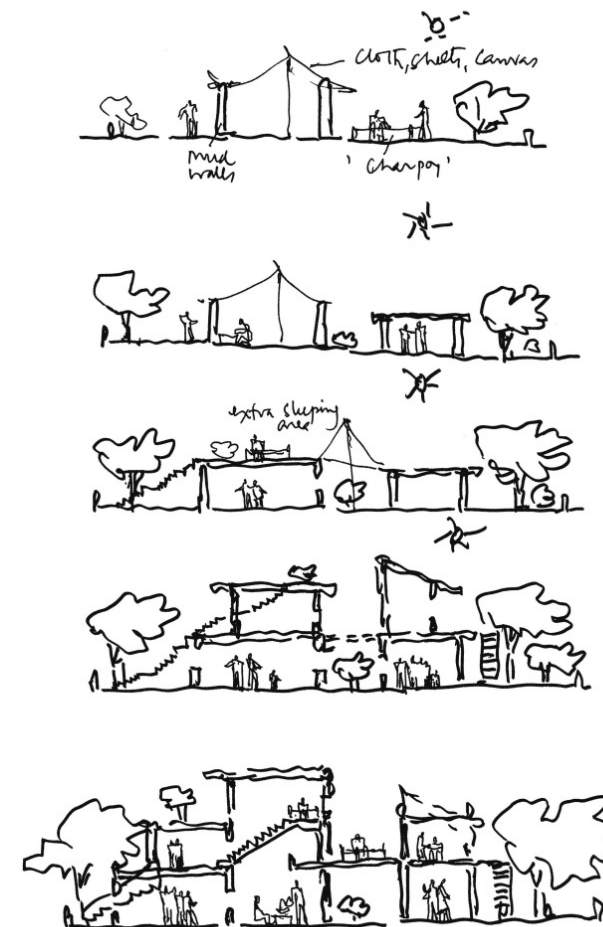 cloth, sheets, canvas
mud
walls
'charpoy'
extra sleeping
area